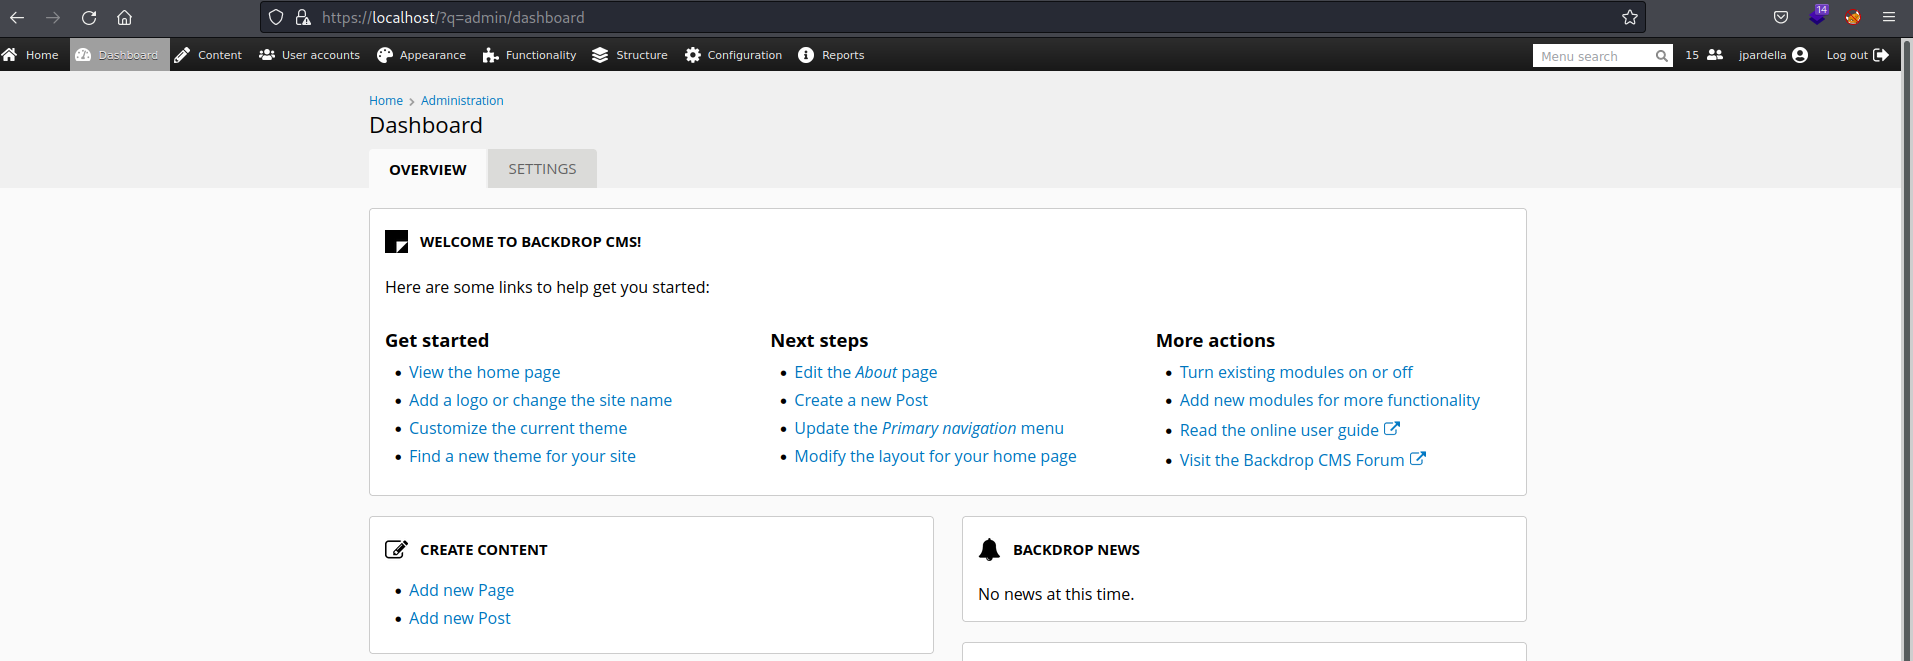 https://localhost/?q=admin/dashboard
14
Home Dashboard Content User accounts Appearance Functionality Structure Configuration Reports Menu search 15 jpardella Log out
Home › Administration
Dashboard
OVERVIEW SETTINGS
WELCOME TO BACKDROP CMS!
Here are some links to help get you started:
Get started
View the home page
Add a logo or change the site name
Customize the current theme
Find a new theme for your site
Next steps
Edit the About page
Create a new Post
Update the Primary navigation menu
Modify the layout for your home page
More actions
Turn existing modules on or off
Add new modules for more functionality
Read the online user guide
Visit the Backdrop CMS Forum
CREATE CONTENT
Add new Page
Add new Post
BACKDROP NEWS
No news at this time.